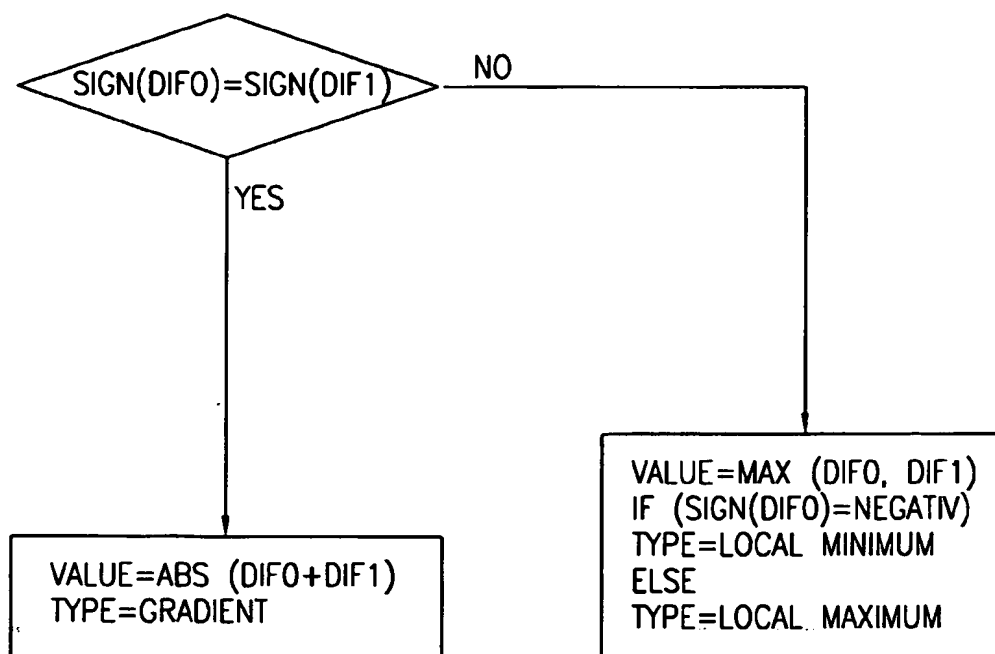 SIGN(DIF0)=SIGN(DIF1)
NO
YES
VALUE=MAX (DIF0, DIF1)
IF (SIGN(DIF0)=NEGATIV)
TYPE=LOCAL MINIMUM
ELSE
TYPE=LOCAL MAXIMUM
VALUE=ABS (DIF0+DIF1)
TYPE=GRADIENT